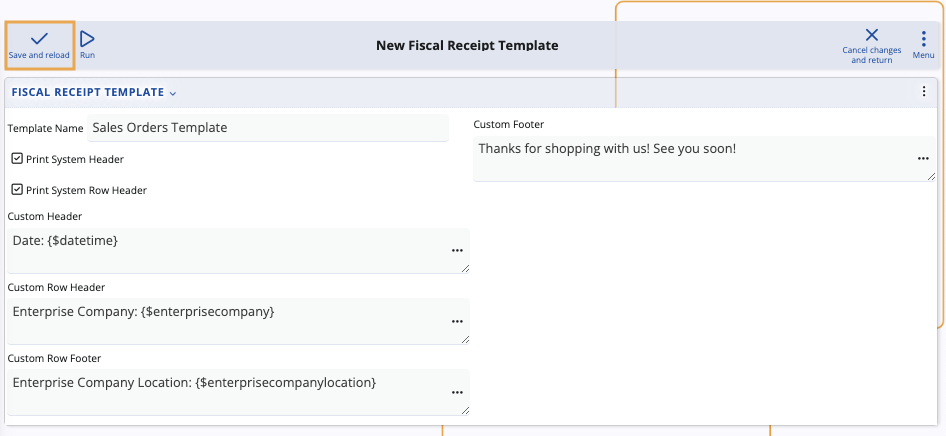 New Fiscal Receipt Template
Save and reload
Run
Cancel changes
and return
Menu
FISCAL RECEIPT TEMPLATE
Template Name
Sales Orders Template
Print System Header
Print System Row Header
Custom Header
Date: {$datetime}
Custom Row Header
Enterprise Company: {$enterprisecompany}
Custom Row Footer
Enterprise Company Location: {$enterprisecompanylocation}
Custom Footer
Thanks for shopping with us! See you soon!